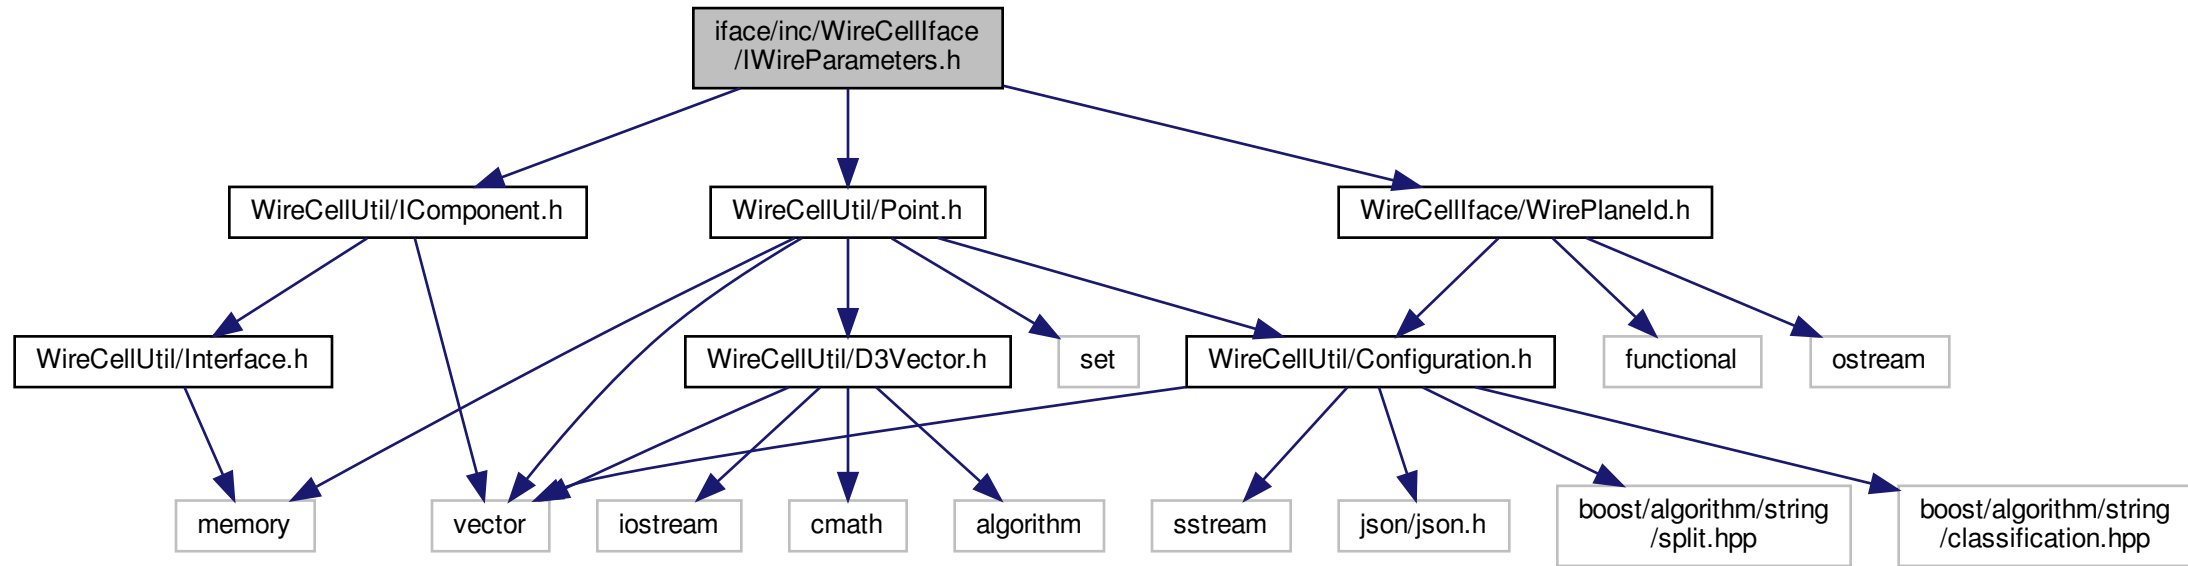 iface/inc/WireCellIface
/IWireParameters.h
WireCellUtil/IComponent.h
WireCellUtil/Point.h
WireCellIface/WirePlaneId.h
WireCellUtil/Interface.h
WireCellUtil/D3Vector.h
set
WireCellUtil/Configuration.h
functional
ostream
memory
vector
iostream
cmath
algorithm
sstream
json/json.h
boost/algorithm/string
/split.hpp
boost/algorithm/string
/classification.hpp